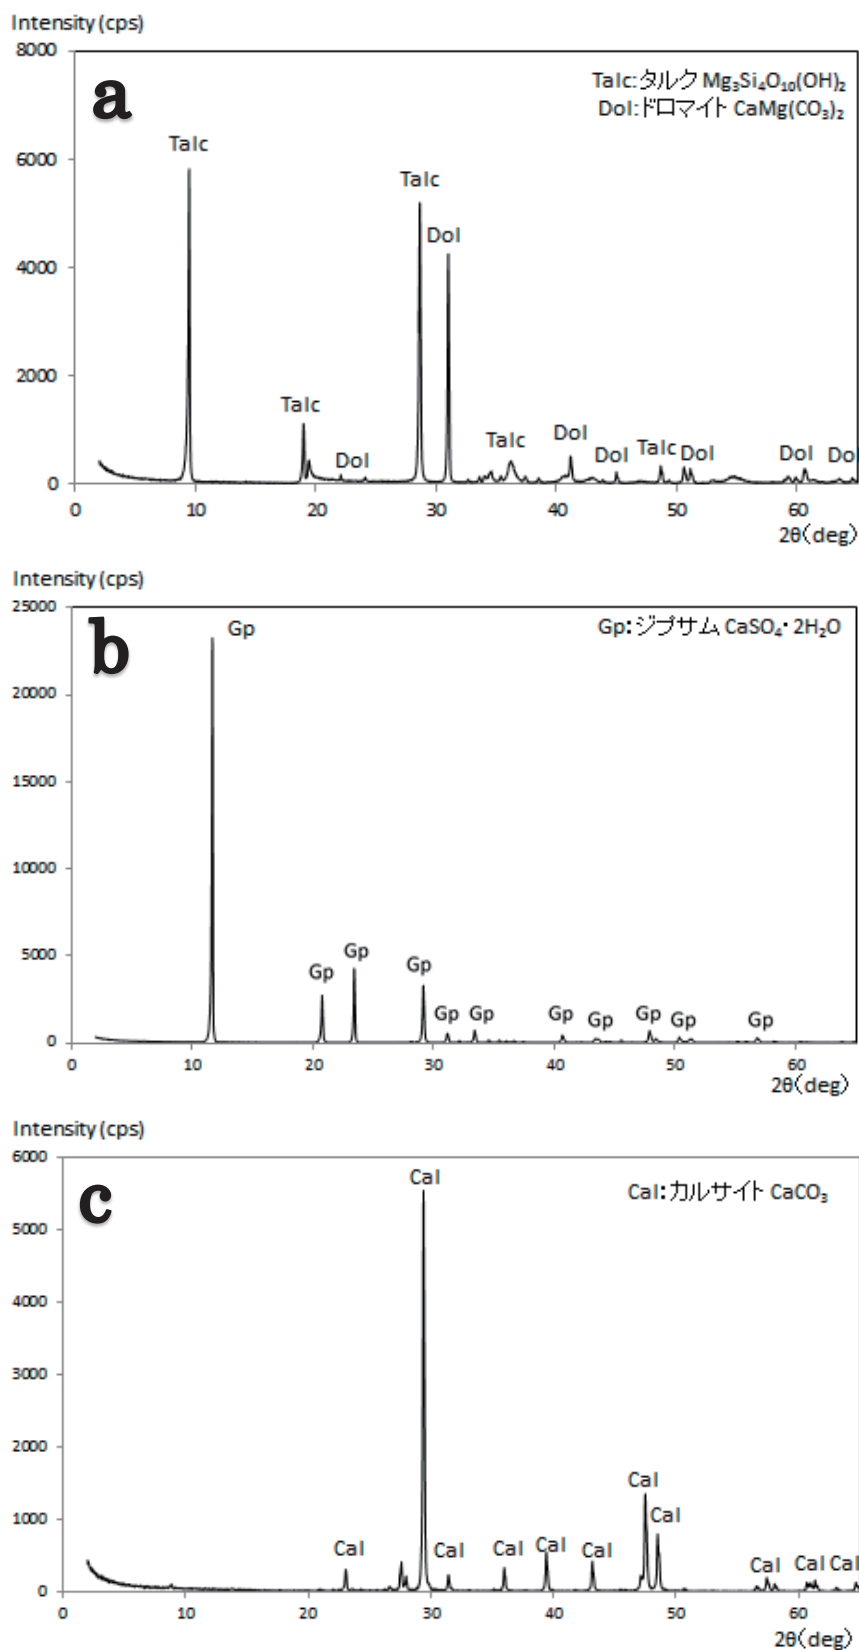 Intensity (cps)
8000
a
Talc:タルク Mg₃Si₄O₁₀(OH)₂
Dol:ドロマイト CaMg(CO₃)₂
Talc
Talc
6000
Dol
4000
2000
Talc
Dol
Talc
Dol
Dol
Talc
Dol
Dol
Dol
0
0 10 20 30 40 50 60
2θ(deg)
Intensity (cps)
25000
b
Gp
Gp:ジプサム CaSO₄・2H₂O
20000
15000
10000
5000
Gp
Gp
Gp
Gp
Gp
Gp
Gp
Gp
Gp
Gp
0
0 10 20 30 40 50 60
2θ(deg)
Intensity (cps)
6000
c
Cal
Cal:カルサイト CaCO₃
5000
4000
3000
2000
Cal
1000
Cal
Cal
Cal
Cal
Cal
Cal
Cal
Cal
Cal
0
0 10 20 30 40 50 60
2θ(deg)